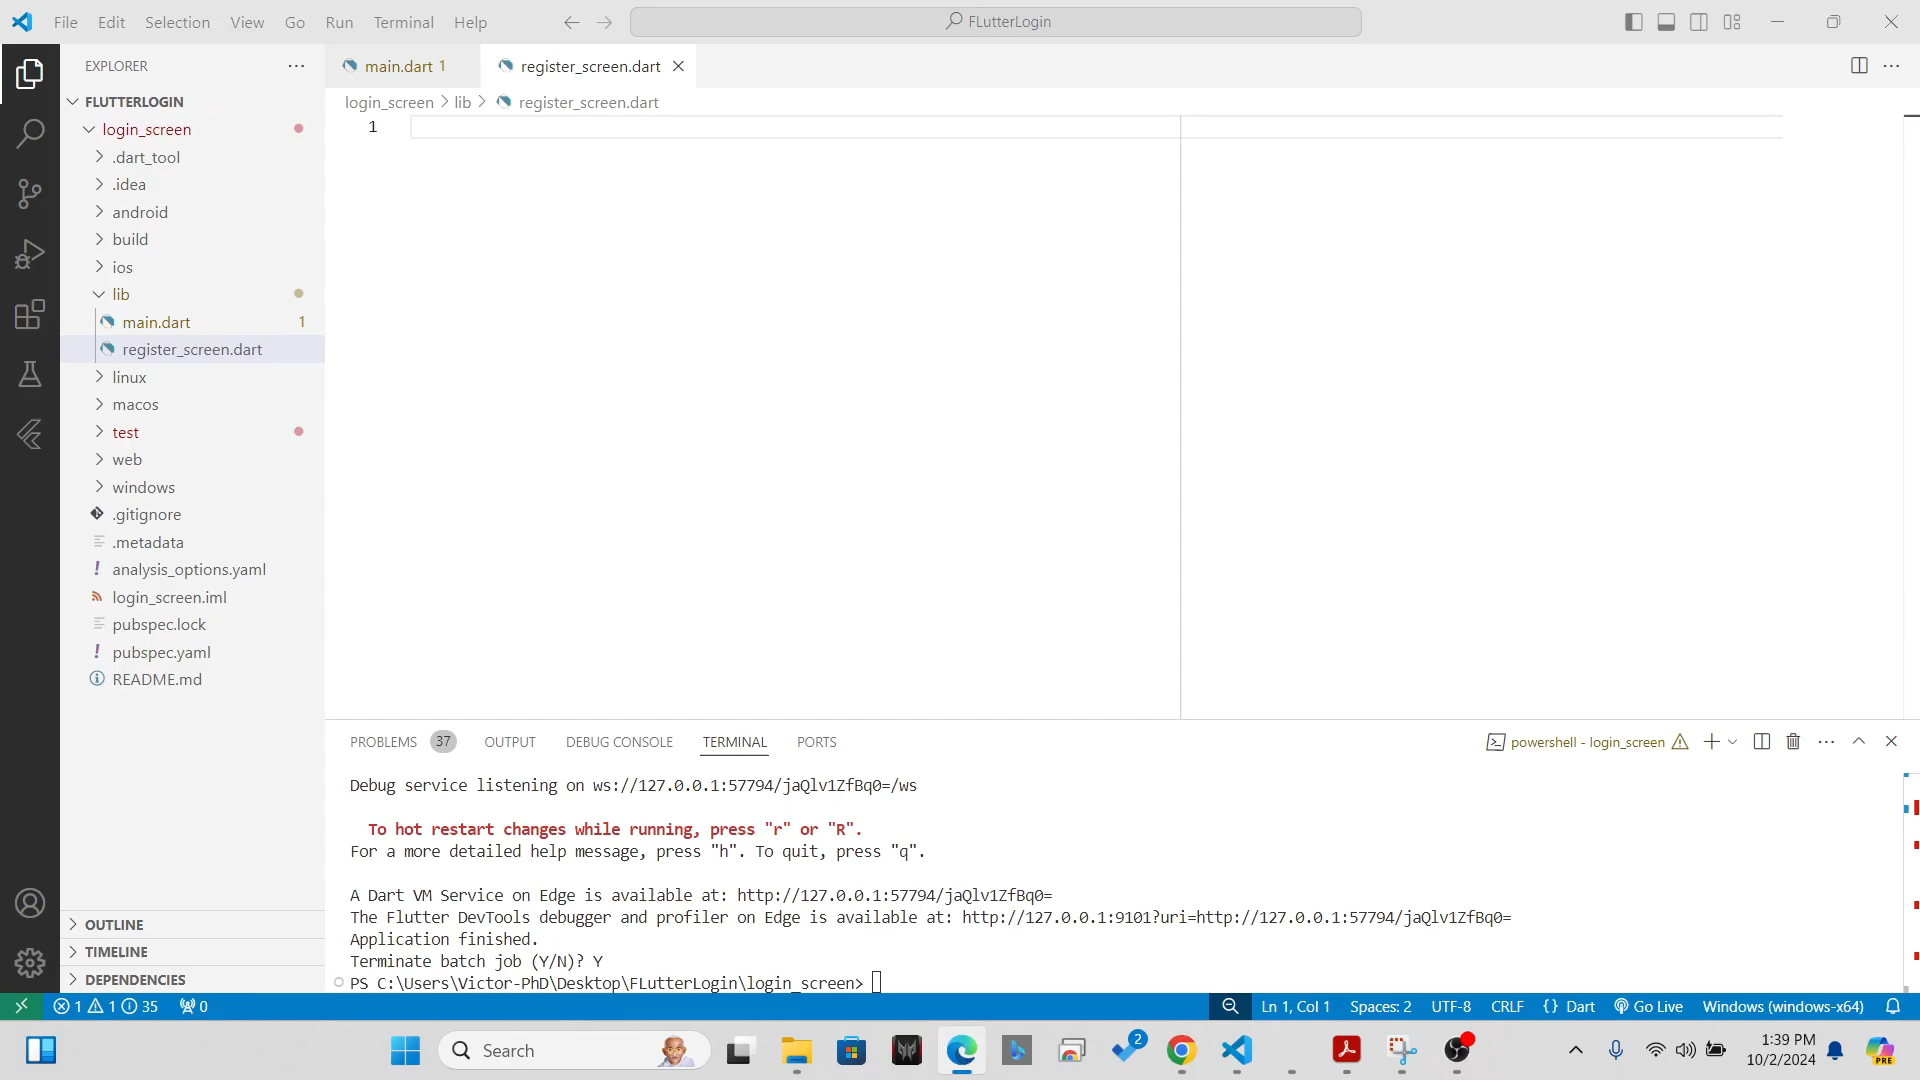 File Edit Selection View Go Run Terminal Help
FLutterLogin
EXPLORER
main.dart 1
register_screen.dart
FLUTTERLOGIN
login_screen > lib > register_screen.dart
login_screen
1
.dart_tool
.idea
android
build
ios
lib
main.dart 1
register_screen.dart
linux
macos
test
web
windows
.gitignore
.metadata
! analysis_options.yaml
login_screen.iml
pubspec.lock
! pubspec.yaml
README.md
PROBLEMS 37 OUTPUT DEBUG CONSOLE TERMINAL PORTS
powershell - login_screen
Debug service listening on ws://127.0.0.1:57794/jaQlv1ZfBq0=/ws
To hot restart changes while running, press "r" or "R".
For a more detailed help message, press "h". To quit, press "q".
A Dart VM Service on Edge is available at: http://127.0.0.1:57794/jaQlv1ZfBq0=
The Flutter DevTools debugger and profiler on Edge is available at: http://127.0.0.1:9101?uri=http://127.0.0.1:57794/jaQlv1ZfBq0=
Application finished.
Terminate batch job (Y/N)? Y
PS C:\Users\Victor-PhD\Desktop\FLutterLogin\login_screen>
OUTLINE
TIMELINE
DEPENDENCIES
1 1 35 0
Ln 1, Col 1 Spaces: 2 UTF-8 CRLF {} Dart Go Live Windows (windows-x64)
Search
2
1:39 PM
10/2/2024
PRE